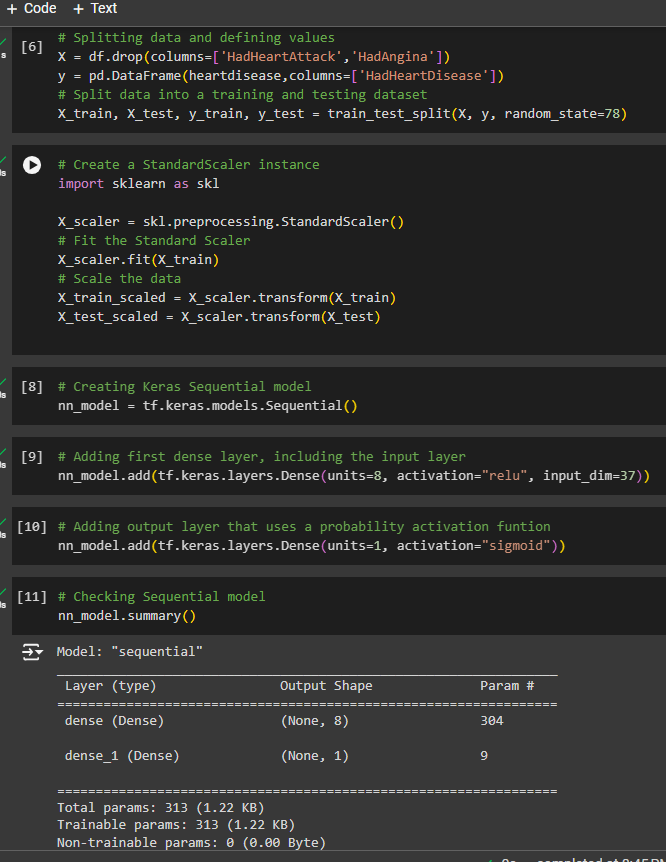 + Code + Text
[6] # Splitting data and defining values
X = df.drop(columns=['HadHeartAttack','HadAngina'])
y = pd.DataFrame(heartdisease,columns=['HadHeartDisease'])
# Split data into a training and testing dataset
X_train, X_test, y_train, y_test = train_test_split(X, y, random_state=78)
# Create a StandardScaler instance
import sklearn as skl
X_scaler = skl.preprocessing.StandardScaler()
# Fit the Standard Scaler
X_scaler.fit(X_train)
# Scale the data
X_train_scaled = X_scaler.transform(X_train)
X_test_scaled = X_scaler.transform(X_test)
[8] # Creating Keras Sequential model
nn_model = tf.keras.models.Sequential()
[9] # Adding first dense layer, including the input layer
nn_model.add(tf.keras.layers.Dense(units=8, activation="relu", input_dim=37))
[10] # Adding output layer that uses a probability activation funtion
nn_model.add(tf.keras.layers.Dense(units=1, activation="sigmoid"))
[11] # Checking Sequential model
nn_model.summary()
Model: "sequential"
Layer (type) Output Shape Param #
=================================================================
dense (Dense) (None, 8) 304
dense_1 (Dense) (None, 1) 9
=================================================================
Total params: 313 (1.22 KB)
Trainable params: 313 (1.22 KB)
Non-trainable params: 0 (0.00 Byte)